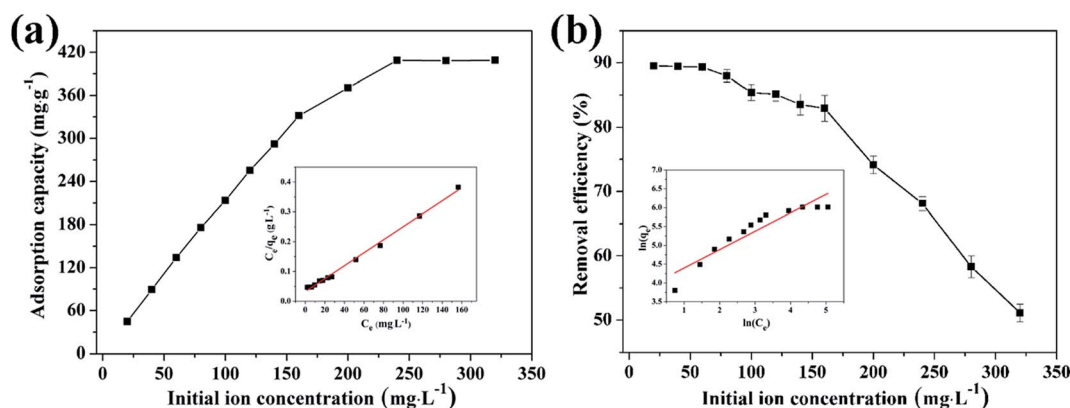 (a)
Adsorption capacity (mg·g⁻¹)
420
360
300
240
180
120
60
0
0 50 100 150 200 250 300 350
Initial ion concentration (mg·L⁻¹)
Cₑ/qₑ (g L⁻¹)
0.4
0.3
0.2
0.1
0.0
0 20 40 60 80 100 120 140 160
Cₑ (mg L⁻¹)
(b)
Removal efficiency (%)
90
80
70
60
50
0 50 100 150 200 250 300 350
Initial ion concentration (mg·L⁻¹)
ln(qₑ)
6.5
6.0
5.5
5.0
4.5
4.0
3.5
1 2 3 4 5
ln(Cₑ)